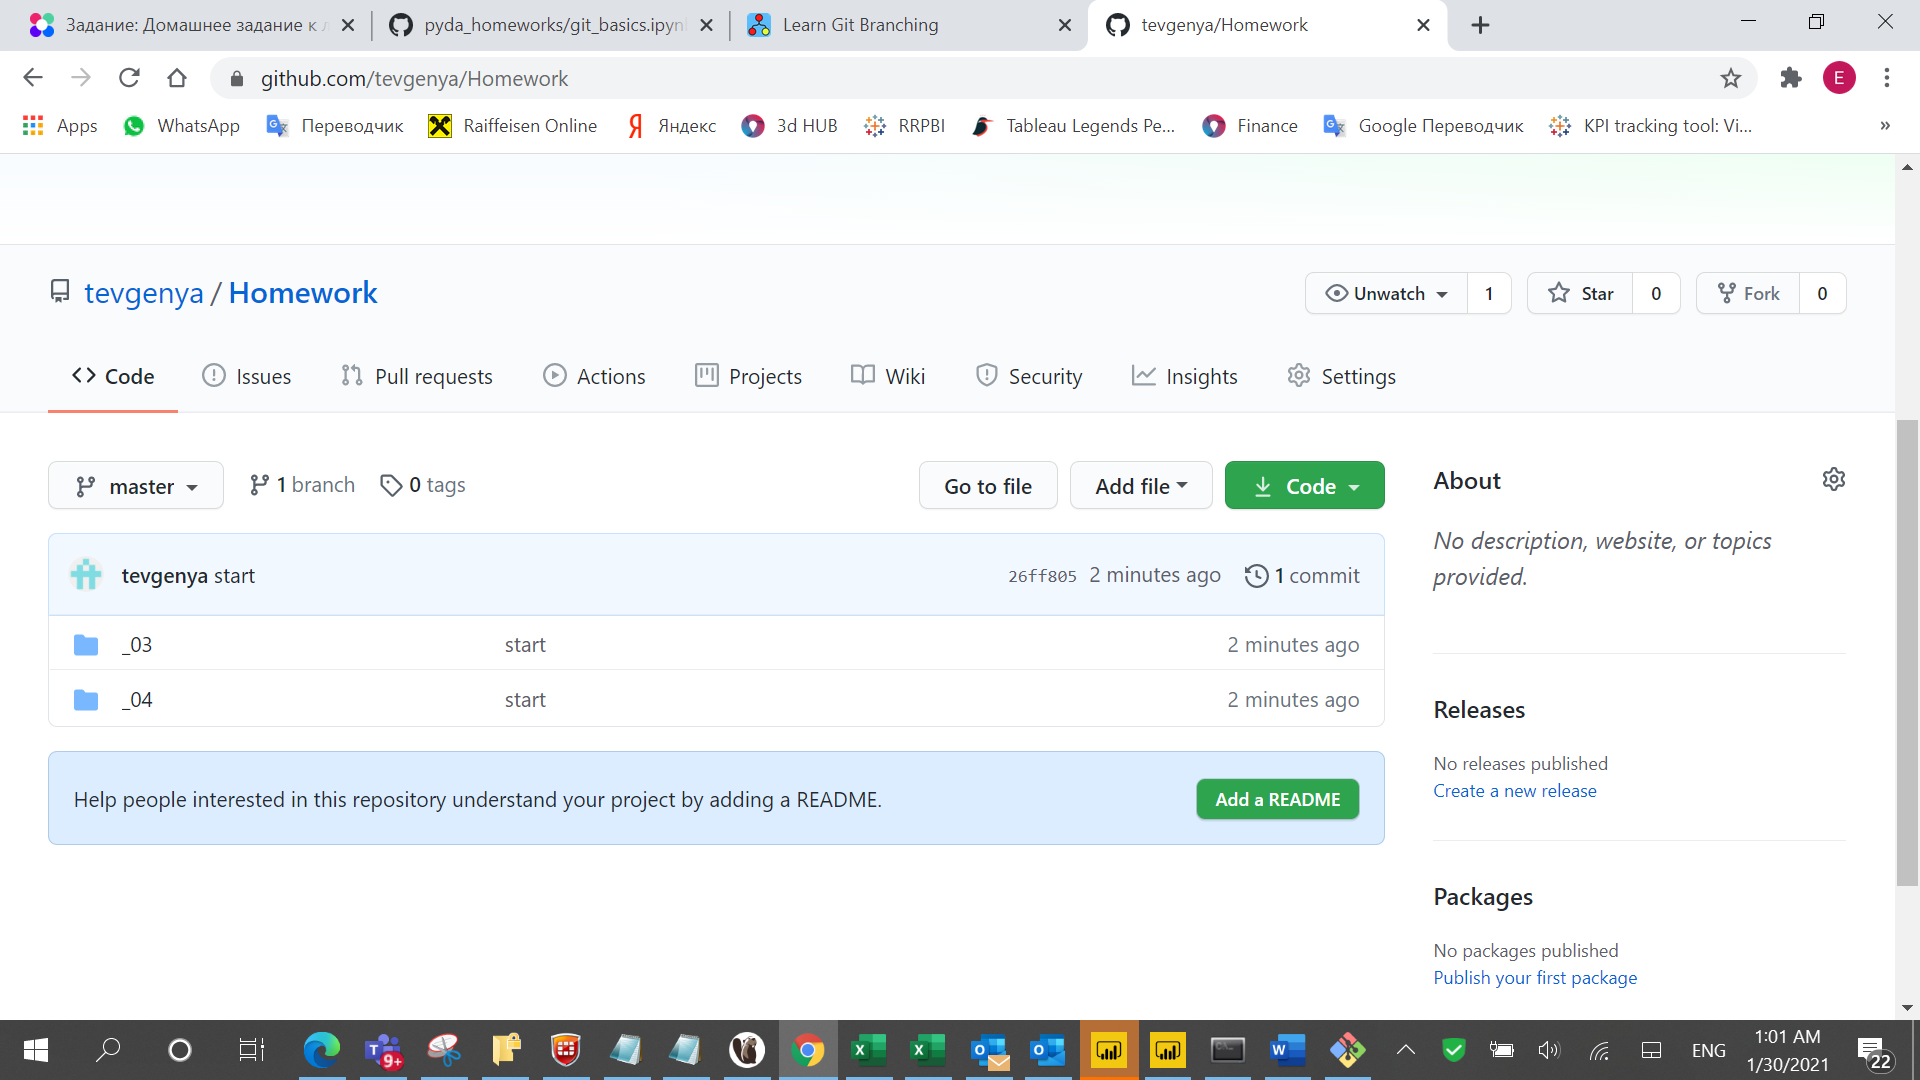 Задание: Домашнее задание к л
pyda_homeworks/git_basics.ipyn
Learn Git Branching
tevgenya/Homework
github.com/tevgenya/Homework
E
Apps
WhatsApp
Переводчик
Raiffeisen Online
Яндекс
3d HUB
RRPBI
Tableau Legends Pe...
Finance
Google Переводчик
KPI tracking tool: Vi...
»
tevgenya / Homework
Unwatch 1
Star 0
Fork 0
Code
Issues
Pull requests
Actions
Projects
Wiki
Security
Insights
Settings
master
1 branch
0 tags
Go to file
Add file
Code
tevgenya start
26ff805 2 minutes ago
1 commit
_03 start 2 minutes ago
_04 start 2 minutes ago
Help people interested in this repository understand your project by adding a README.
Add a README
About
No description, website, or topics
provided.
Releases
No releases published
Create a new release
Packages
No packages published
Publish your first package
9+
ENG
1:01 AM
1/30/2021
22